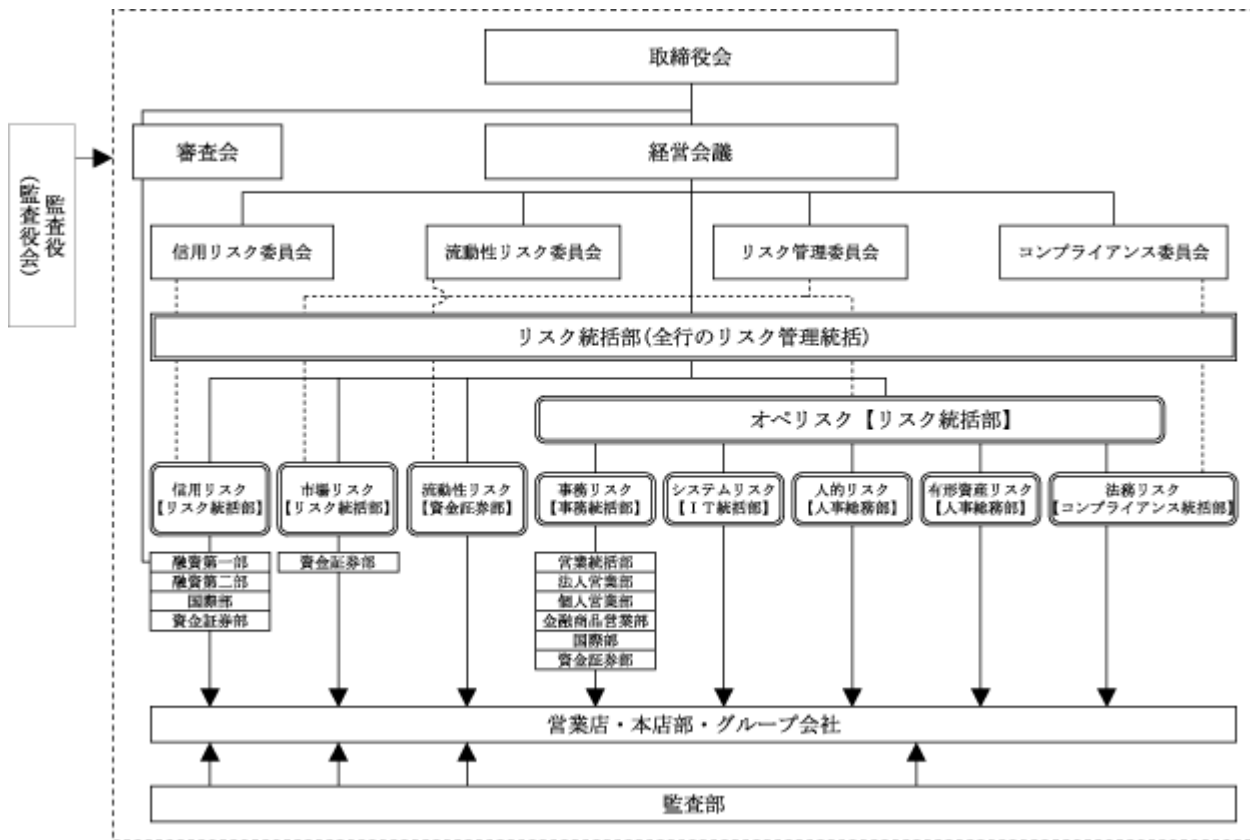 取締役会
監査役
(監査役会)
審査会
経営会議
信用リスク委員会
流動性リスク委員会
リスク管理委員会
コンプライアンス委員会
リスク統括部(全行のリスク管理統括)
オペリスク【リスク統括部】
信用リスク
【リスク統括部】
市場リスク
【リスク統括部】
流動性リスク
【資金証券部】
事務リスク
【事務統括部】
システムリスク
【IT統括部】
人的リスク
【人事総務部】
有形資産リスク
【人事総務部】
法務リスク
【コンプライアンス統括部】
融資第一部
融資第二部
国際部
資金証券部
資金証券部
営業統括部
法人営業部
個人営業部
金融商品営業部
国際部
資金証券部
営業店・本店部・グループ会社
監査部